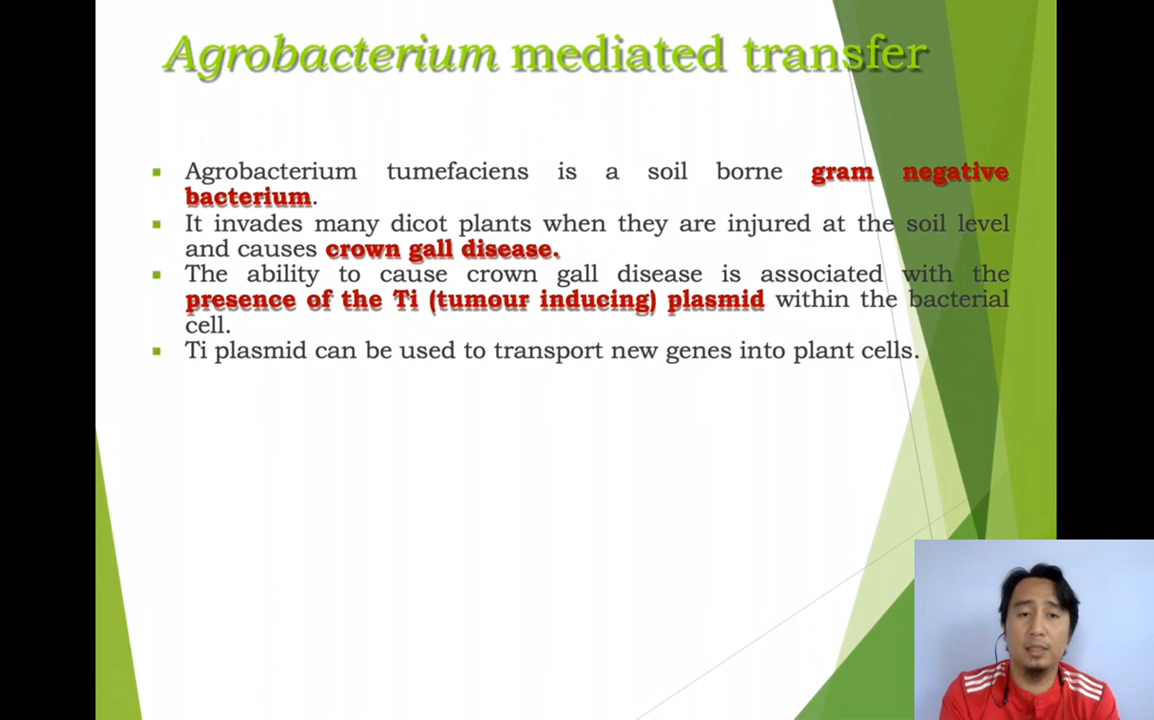 Agrobacterium mediated transfer
Agrobacterium tumefaciens is a soil borne gram negative
bacterium.
It invades many dicot plants when they are injured at the soil level
and causes crown gall disease.
The ability to cause crown gall disease is associated with the
presence of the Ti (tumour inducing) plasmid within the bacterial
cell.
Ti plasmid can be used to transport new genes into plant cells.